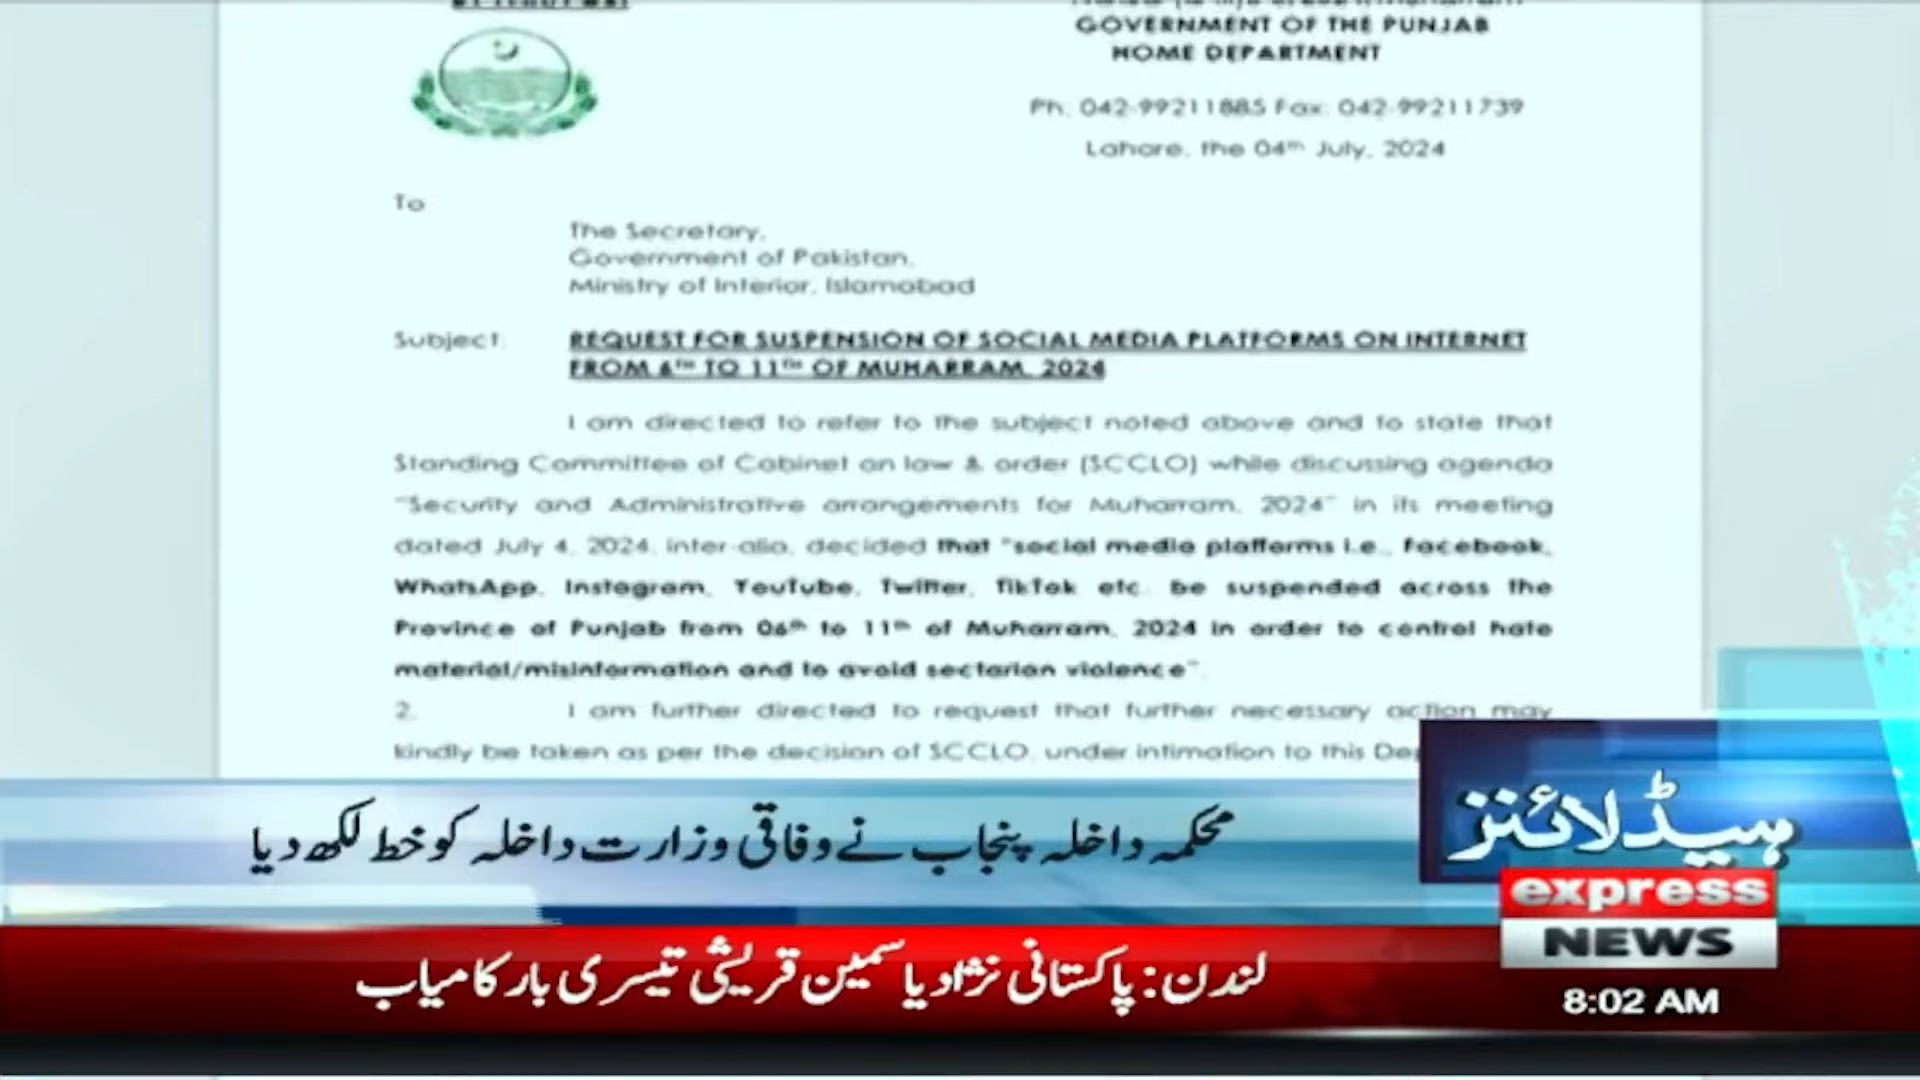 GOVERNMENT OF THE PUNJAB
HOME DEPARTMENT
Ph: 042-99211885 Fax: 042-99211739
Lahore, the 04th July, 2024
To
The Secretary,
Government of Pakistan,
Ministry of Interior, Islamabad
Subject: REQUEST FOR SUSPENSION OF SOCIAL MEDIA PLATFORMS ON INTERNET
FROM 6TH TO 11TH OF MUHARRAM, 2024
I am directed to refer to the subject noted above and to state that
Standing Committee of Cabinet on law & order (SCCLO) while discussing agenda
"Security and Administrative arrangements for Muharram, 2024" in its meeting
dated July 4, 2024, inter-alia, decided that "social media platforms i.e., Facebook,
WhatsApp, Instagram, YouTube, Twitter, TikTok etc. be suspended across the
Province of Punjab from 06th to 11th of Muharram, 2024 in order to control hate
material/misinformation and to avoid sectarian violence".
2. I am further directed to request that further necessary action may
kindly be taken as per the decision of SCCLO, under intimation to this
ہیڈلائنز
محکمہ داخلہ پنجاب نے وفاقی وزارت داخلہ کو خط لکھ دیا
express
NEWS
لندن: پاکستانی نژاد یاسمین قریشی تیسری بار کامیاب
8:02 AM